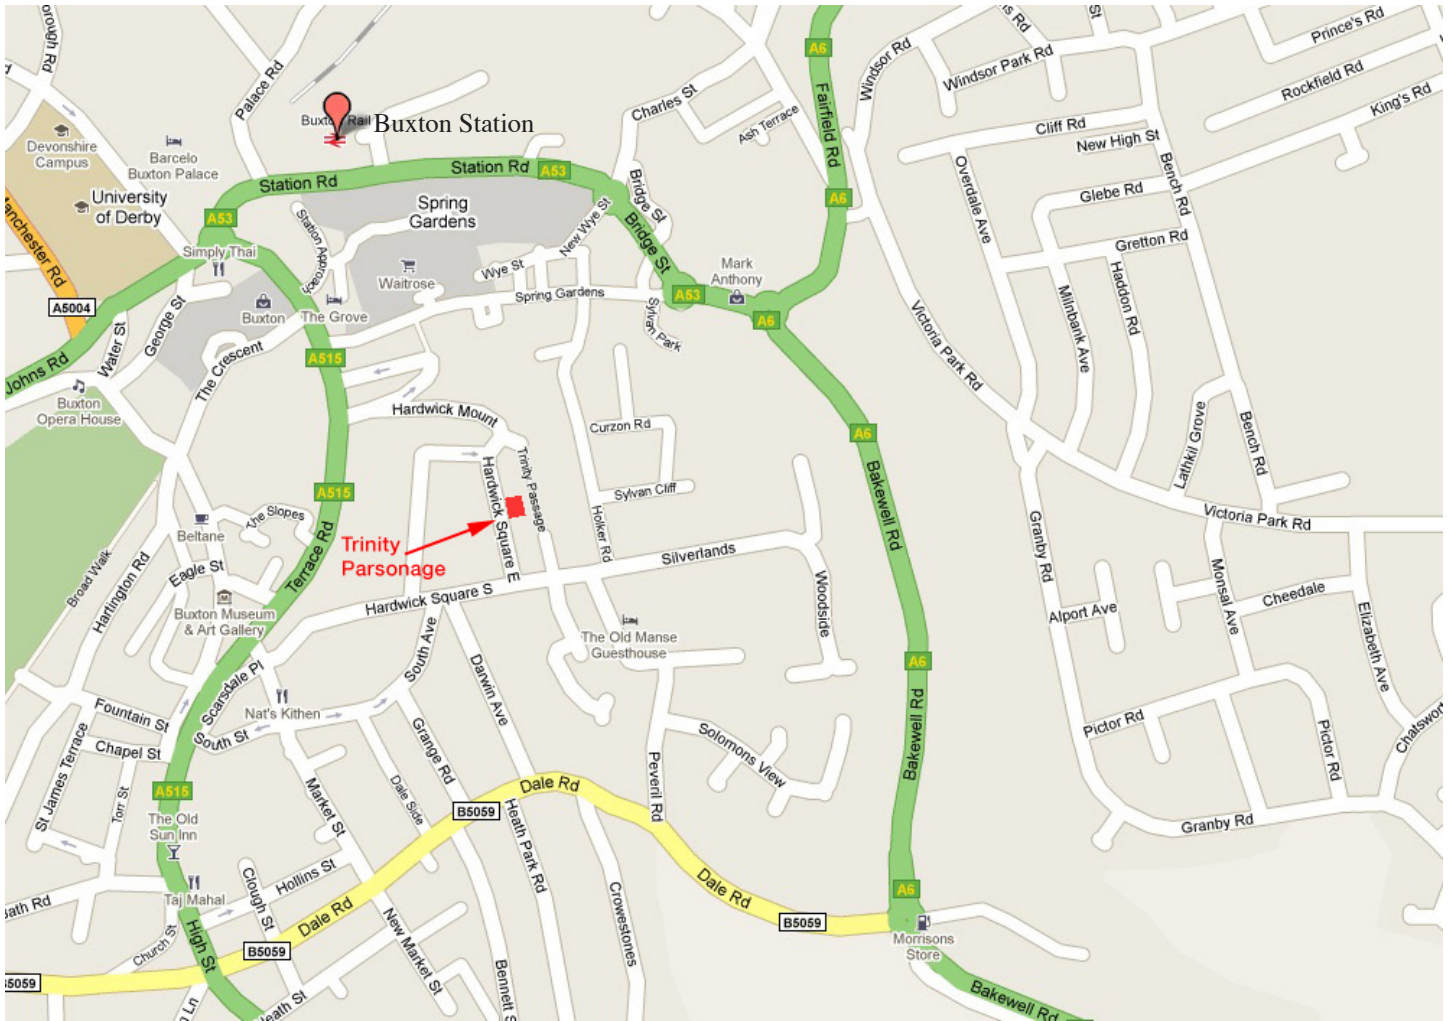 A6
Prince's Rd
Windsor Rd
Windsor Park Rd
Rockfield Rd
King's Rd
Palace Rd
Buxton Station
Charles St
Ash Terrace
Fairfield Rd
Cliff Rd
New High St
Devonshire
Campus
Barcelo
Buxton Palace
Station Rd
Station Rd
A53
Bridge St
A6
Overdale Ave
Bench Rd
Glebe Rd
University
of Derby
Spring
Gardens
A53
Station Approach
New Wye St
Bridge St
Gretton Rd
Manchester Rd
Simply Thai
Wye St
Waitrose
Mark
Anthony
Haddon Rd
Milnbank Ave
A5004
George St
Buxton
The Grove
Spring Gardens
A53
A6
Sylvan Park
Victoria Park Rd
Water St
The Crescent
A515
Johns Rd
Buxton
Opera House
Hardwick Mount
Curzon Rd
A6
Lathkil Grove
Bench Rd
Trinity Passage
Hardwick Square E
Sylvan Cliff
Bakewell Rd
A515
Terrace Rd
The Slopes
Beltane
Holker Rd
Victoria Park Rd
Granby Rd
Trinity
Parsonage
Silverlands
Broad Walk
Hartington Rd
Eagle St
Buxton Museum
& Art Gallery
Hardwick Square S
Woodside
Alport Ave
Monsal Ave
Cheedale
Elizabeth Ave
The Old Manse
Guesthouse
South Ave
Darwin Ave
A6
Scarsdale Pl
Nat's Kithen
Fountain St
South St
Chapel St
St James Terrace
Torr St
Grange Rd
Solomons View
Bakewell Rd
Pictor Rd
Pictor Rd
Market St
Dale Side
Dale Rd
B5059
Heath Park Rd
Peveril Rd
Granby Rd
A515
The Old
Sun Inn
Taj Mahal
Hollins St
Clough St
Dale Rd
Dale Rd
A6
B5059
Morrisons
Store
Crowestones
New Market St
Bennett S
Church St
High St
B5059
Heath St
Bakewell Rd